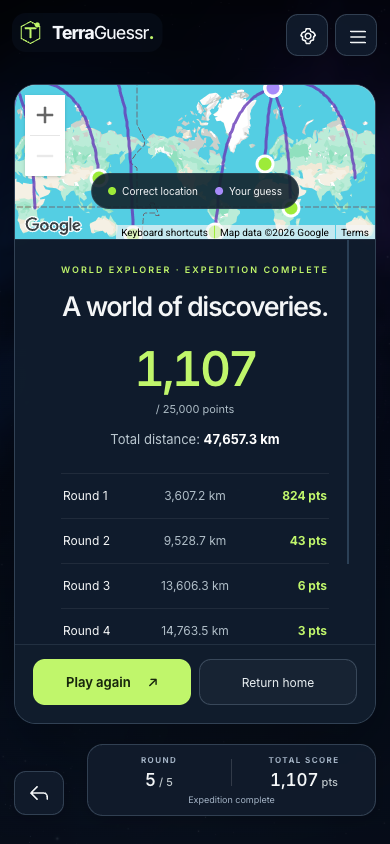 TerraGuessr.
+
Correct location Your guess
Google
Keyboard shortcuts Map data ©2026 Google Terms
WORLD EXPLORER · EXPEDITION COMPLETE
A world of discoveries.
1,107
/ 25,000 points
Total distance: 47,657.3 km
Round 1 3,607.2 km 824 pts
Round 2 9,528.7 km 43 pts
Round 3 13,606.3 km 6 pts
Round 4 14,763.5 km 3 pts
Play again ↗ Return home
ROUND TOTAL SCORE
5 / 5 1,107 pts
Expedition complete